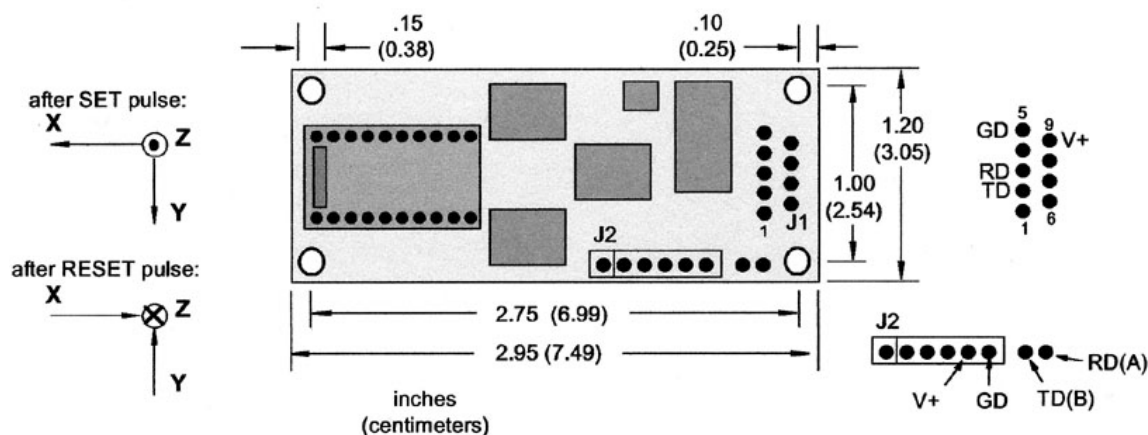 .15
(0.38)
.10
(0.25)
after SET pulse:
X
Z
Y
after RESET pulse:
X
Z
Y
1.20
(3.05)
1.00
(2.54)
J2
1
J1
2.75 (6.99)
2.95 (7.49)
inches
(centimeters)
5
GD
9
V+
RD
TD
1
6
J2
V+
GD
TD(B)
RD(A)